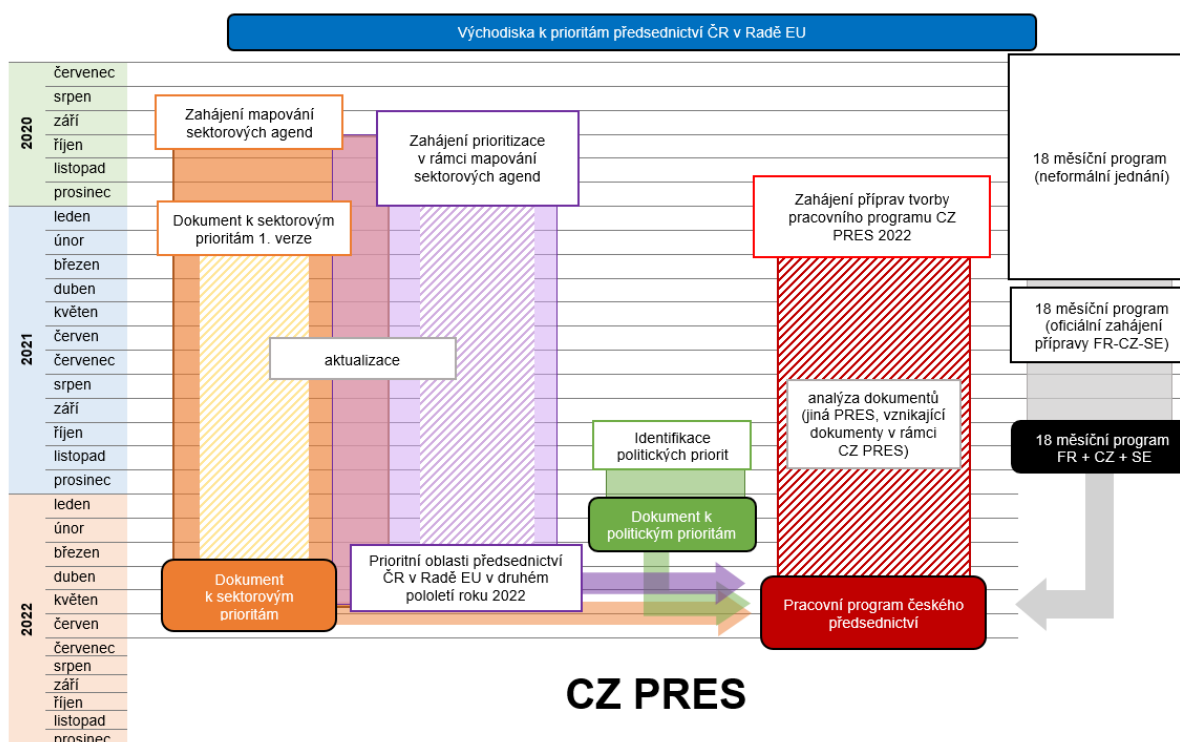 Východiska k prioritám předsednictví ČR v Radě EU
2020
červenec
srpen
září
říjen
listopad
prosinec
2021
leden
únor
březen
duben
květen
červen
červenec
srpen
září
říjen
listopad
prosinec
2022
leden
únor
březen
duben
květen
červen
červenec
srpen
září
říjen
listopad
prosinec
Zahájení mapování
sektorových agend
Dokument k sektorovým
prioritám 1. verze
Zahájení prioritizace
v rámci mapování
sektorových agend
aktualizace
Dokument
k sektorovým
prioritám
Prioritní oblasti předsednictví
ČR v Radě EU v druhém
pololetí roku 2022
Identifikace
politických priorit
Dokument k
politickým prioritám
Zahájení příprav tvorby
pracovního programu CZ
PRES 2022
analýza dokumentů
(jiná PRES, vznikající
dokumenty v rámci
CZ PRES)
Pracovní program českého
předsednictví
18 měsíční program
(neformální jednání)
18 měsíční program
(oficiální zahájení
přípravy FR-CZ-SE)
18 měsíční program
FR + CZ + SE
CZ PRES